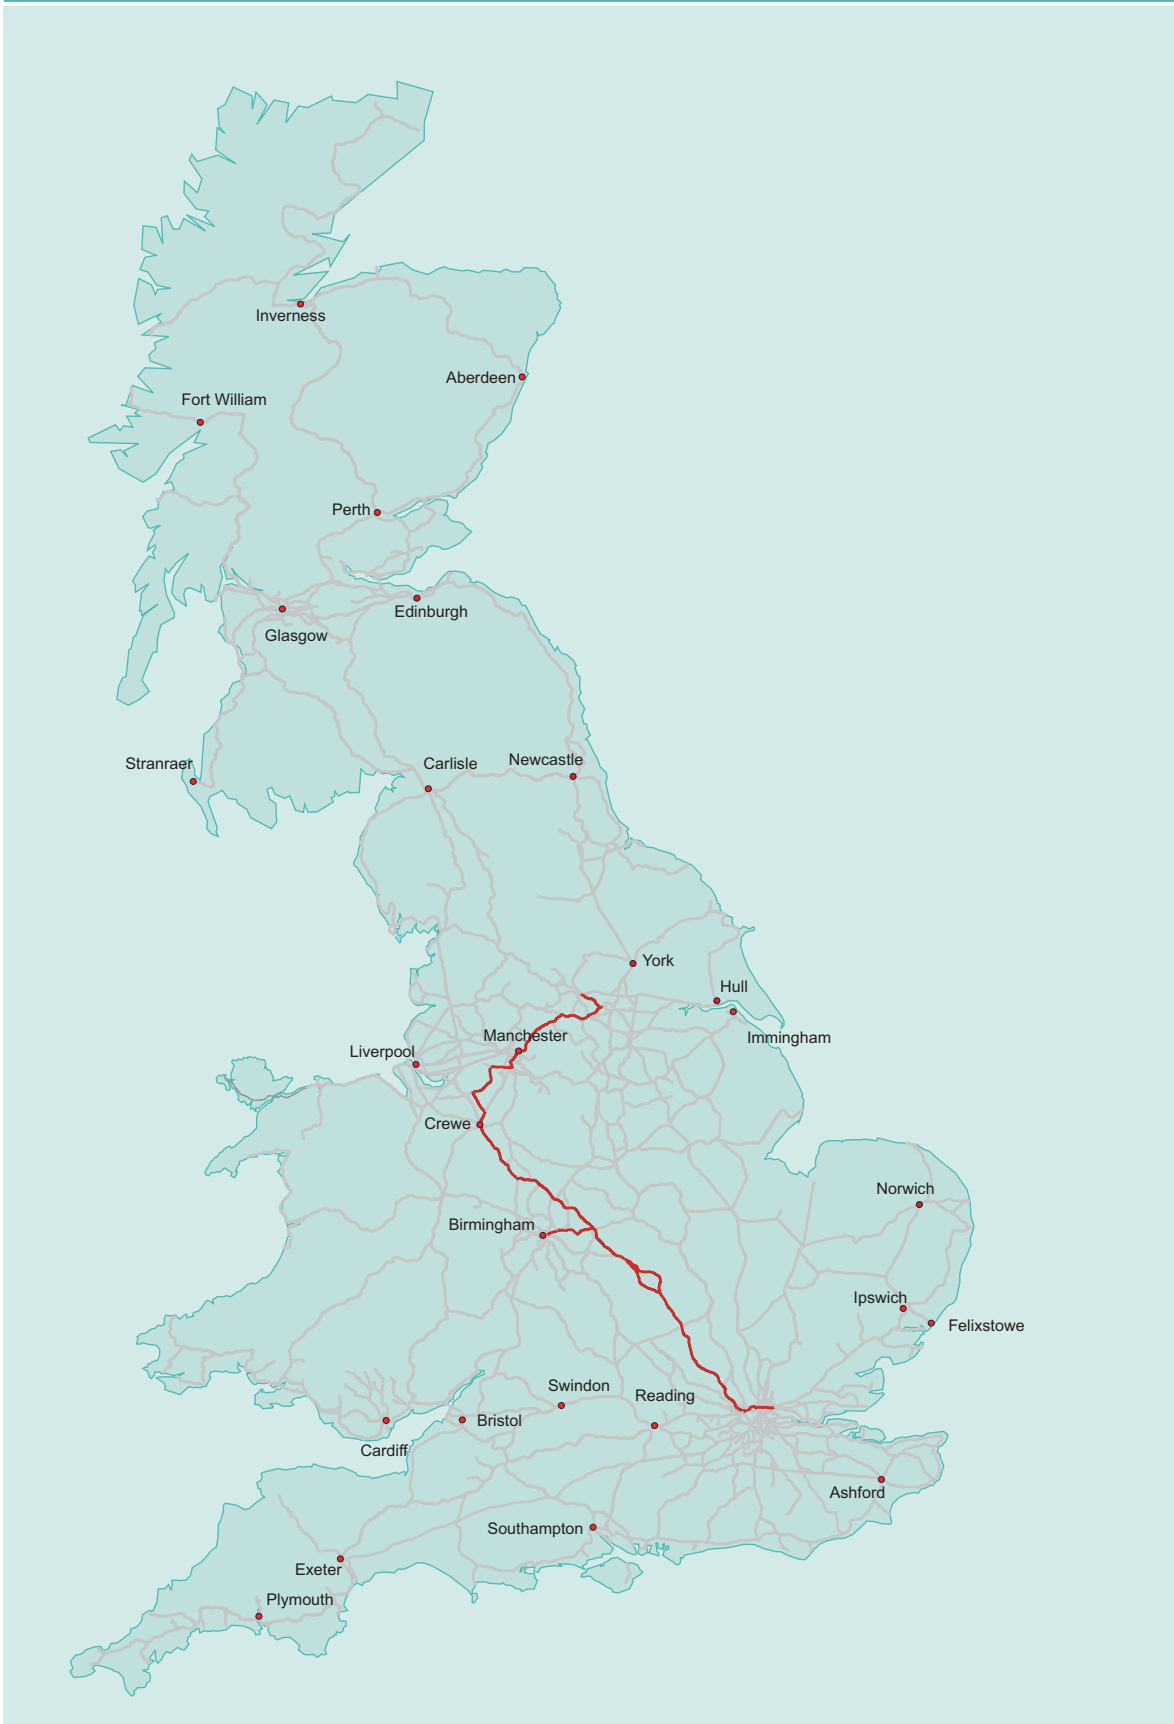 Inverness
Aberdeen
Fort William
Perth
Edinburgh
Glasgow
Stranraer
Carlisle
Newcastle
York
Hull
Immingham
Manchester
Liverpool
Crewe
Norwich
Birmingham
Ipswich
Felixstowe
Swindon
Reading
Bristol
Cardiff
Ashford
Southampton
Exeter
Plymouth